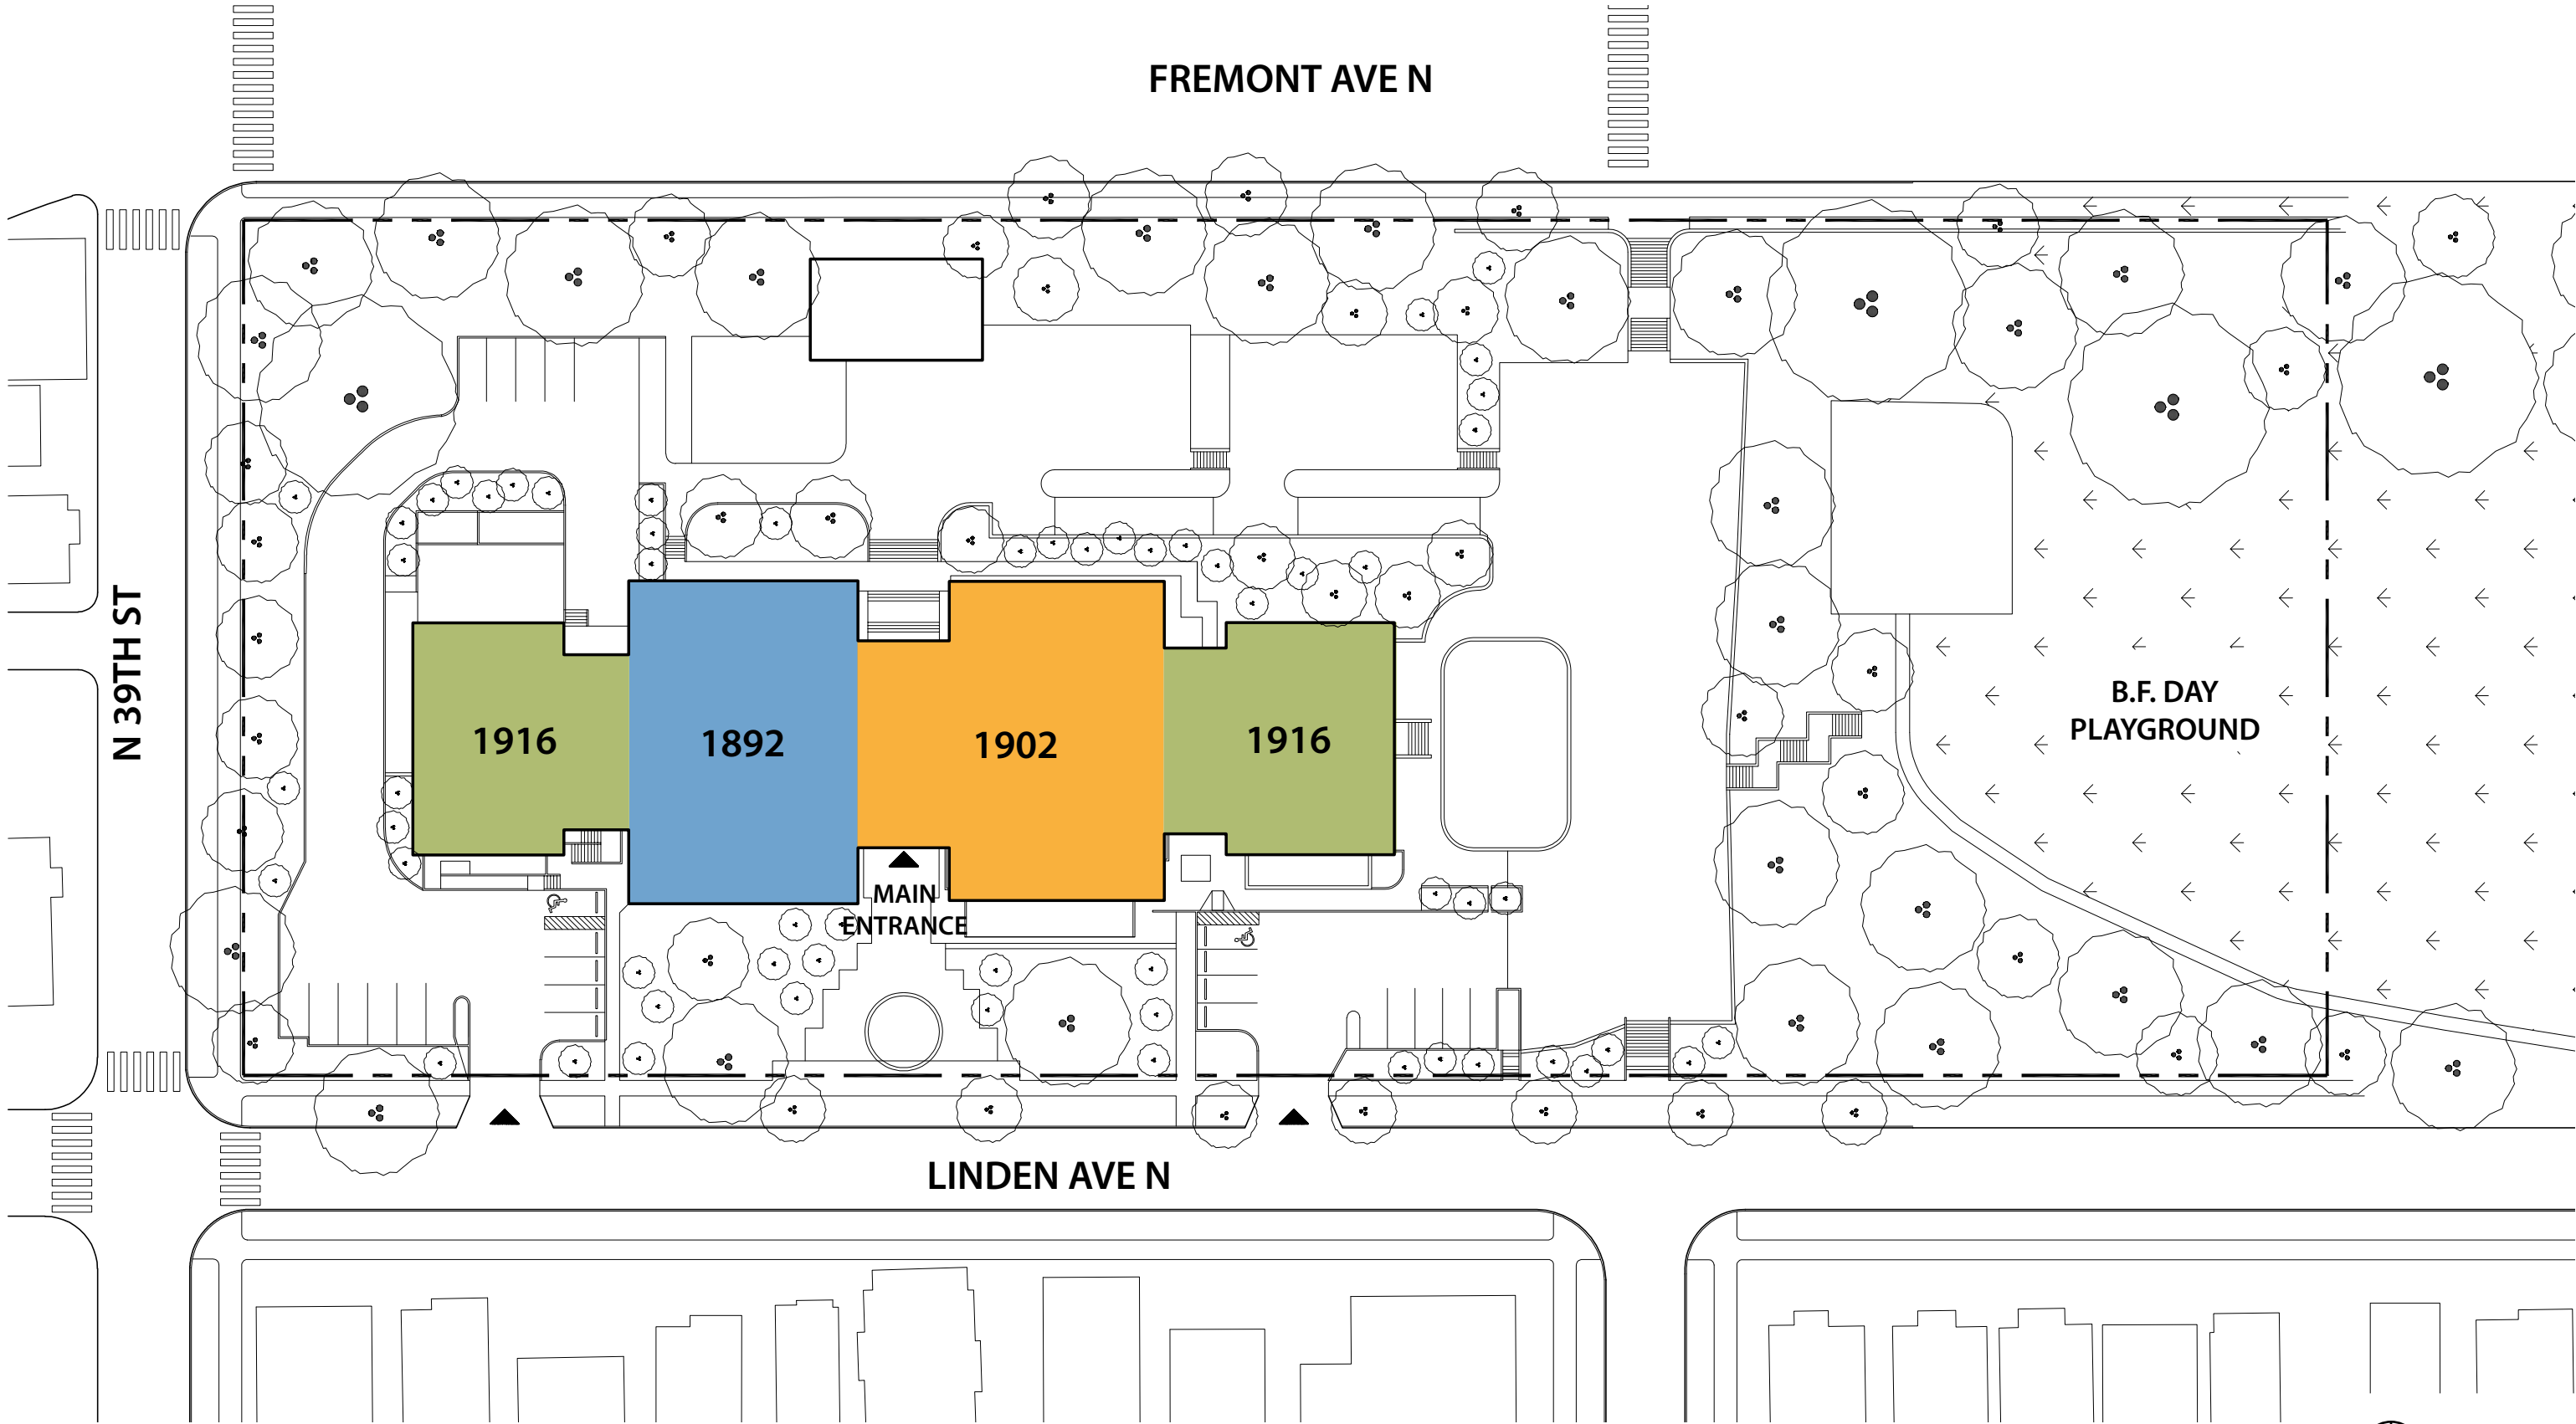 FREMONT AVE N
N 39TH ST
1916
1892
1902
1916
B.F. DAY
PLAYGROUND
MAIN
ENTRANCE
LINDEN AVE N